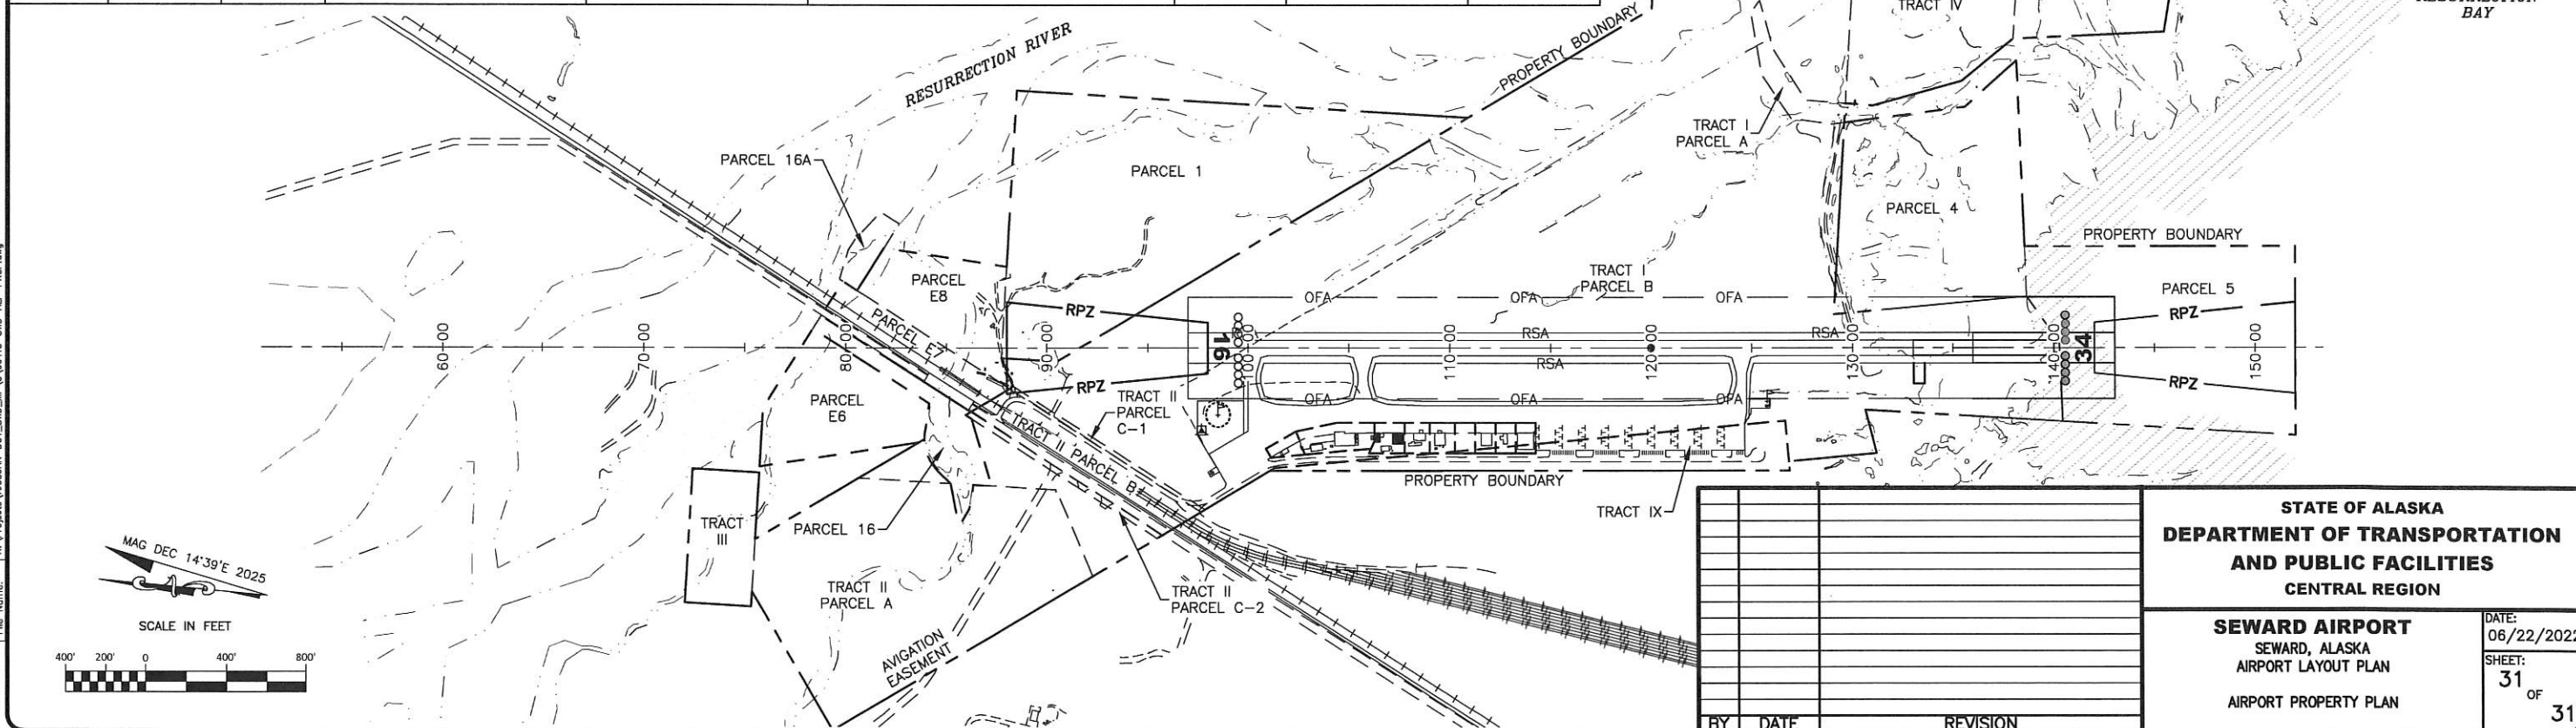 TRACT IV
BAY
RESURRECTION RIVER
PROPERTY BOUNDARY
PARCEL 16A
PARCEL 1
TRACT I
PARCEL A
PARCEL 4
PROPERTY BOUNDARY
PARCEL
E8
TRACT I
PARCEL B
PARCEL 5
RPZ
OFA
OFA
OFA
RPZ
PARCEL E7
RSA
RSA
60+00
70+00
80+00
90+00
16
100+00
110+00
120+00
130+00
140+00
34
150+00
RSA
RPZ
RPZ
OFA
OFA
OFA
PARCEL
E6
TRACT II
PARCEL
C-1
TRACT II PARCEL B
PROPERTY BOUNDARY
TRACT IX
TRACT
III
PARCEL 16
MAG DEC 14°39'E 2025
TRACT II
PARCEL A
TRACT II
PARCEL C-2
AVIGATION
EASEMENT
SCALE IN FEET
400' 200' 0 400' 800'
STATE OF ALASKA
DEPARTMENT OF TRANSPORTATION
AND PUBLIC FACILITIES
CENTRAL REGION
SEWARD AIRPORT
SEWARD, ALASKA
AIRPORT LAYOUT PLAN
AIRPORT PROPERTY PLAN
DATE:
06/22/2022
SHEET:
31
OF
31
BY DATE REVISION